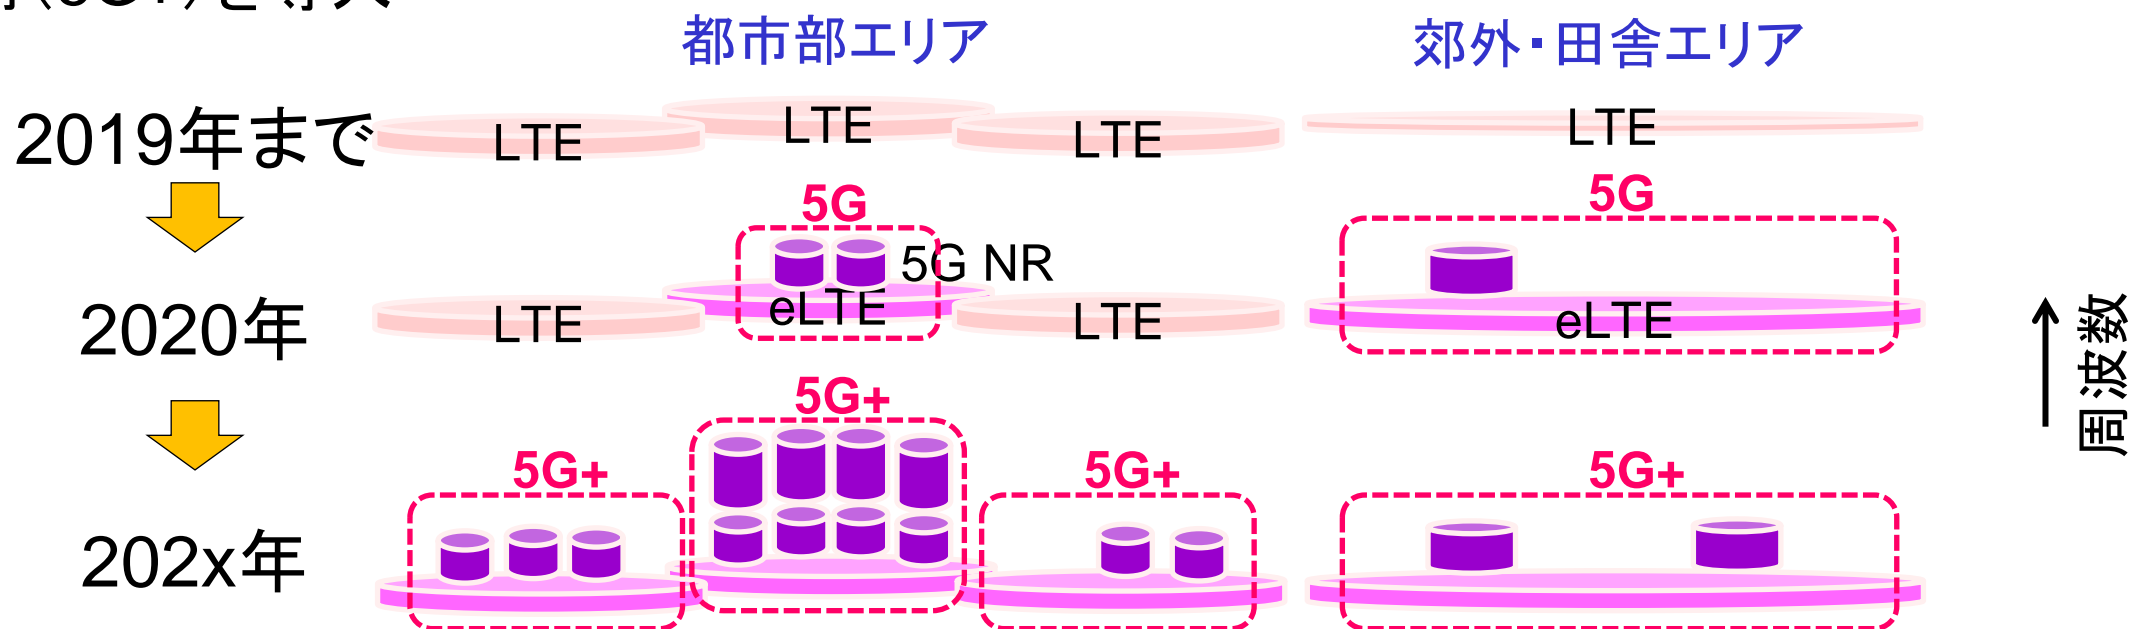 都市部エリア
郊外・田舎エリア
2019年まで
LTE
LTE
LTE
LTE
5G
5G
5G NR
2020年
LTE
eLTE
LTE
eLTE
周波数
5G+
5G+
5G+
5G+
202x年